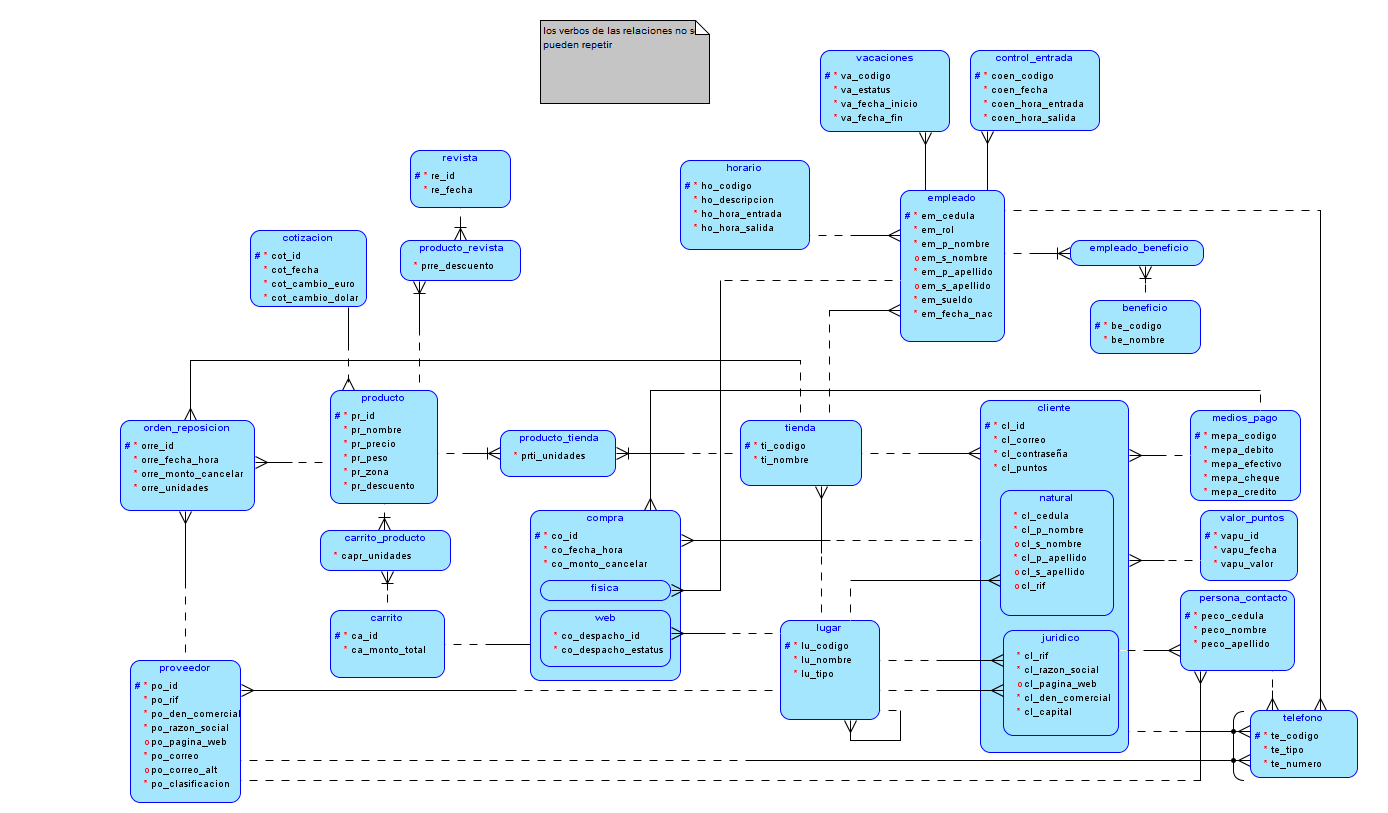 los verbos de las relaciones no s
pueden repetir
vacaciones
# * va_codigo
* va_estatus
* va_fecha_inicio
* va_fecha_fin
control_entrada
# * coen_codigo
* coen_fecha
* coen_hora_entrada
* coen_hora_salida
revista
# * re_id
* re_fecha
horario
# * ho_codigo
* ho_descripcion
* ho_hora_entrada
* ho_hora_salida
empleado
# * em_cedula
* em_rol
* em_p_nombre
o em_s_nombre
* em_p_apellido
o em_s_apellido
* em_sueldo
* em_fecha_nac
cotizacion
# * cot_id
* cot_fecha
* cot_cambio_euro
* cot_cambio_dolar
producto_revista
* prre_descuento
empleado_beneficio
beneficio
# * be_codigo
* be_nombre
producto
# * pr_id
* pr_nombre
* pr_precio
* pr_peso
* pr_zona
* pr_descuento
orden_reposicion
# * orre_id
* orre_fecha_hora
* orre_monto_cancelar
* orre_unidades
producto_tienda
* prti_unidades
tienda
# * ti_codigo
* ti_nombre
cliente
# * cl_id
* cl_correo
* cl_contraseña
* cl_puntos
natural
* cl_cedula
* cl_p_nombre
o cl_s_nombre
* cl_p_apellido
o cl_s_apellido
o cl_rif
juridico
* cl_rif
* cl_razon_social
o cl_pagina_web
* cl_den_comercial
* cl_capital
medios_pago
# * mepa_codigo
* mepa_debito
* mepa_efectivo
* mepa_cheque
* mepa_credito
valor_puntos
# * vapu_id
* vapu_fecha
* vapu_valor
carrito_producto
* capr_unidades
compra
# * co_id
* co_fecha_hora
* co_monto_cancelar
fisica
web
* co_despacho_id
* co_despacho_estatus
carrito
# * ca_id
* ca_monto_total
lugar
# * lu_codigo
* lu_nombre
* lu_tipo
persona_contacto
# * peco_cedula
* peco_nombre
* peco_apellido
proveedor
# * po_id
* po_rif
* po_den_comercial
* po_razon_social
o po_pagina_web
* po_correo
o po_correo_alt
* po_clasificacion
telefono
# * te_codigo
* te_tipo
* te_numero